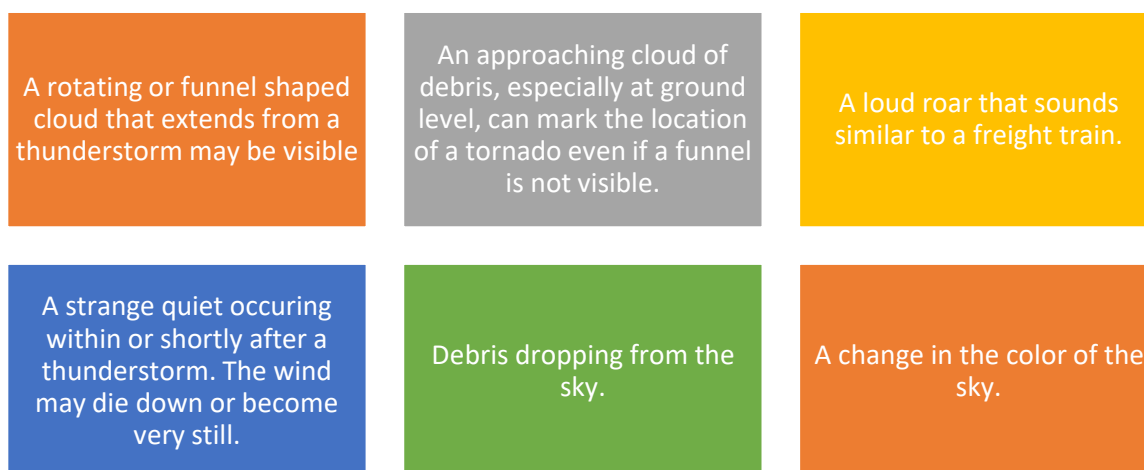 A rotating or funnel shaped
cloud that extends from a
thunderstorm may be visible
An approaching cloud of
debris, especially at ground
level, can mark the location
of a tornado even if a funnel
is not visible.
A loud roar that sounds
similar to a freight train.
A strange quiet occuring
within or shortly after a
thunderstorm. The wind
may die down or become
very still.
Debris dropping from the
sky.
A change in the color of the
sky.